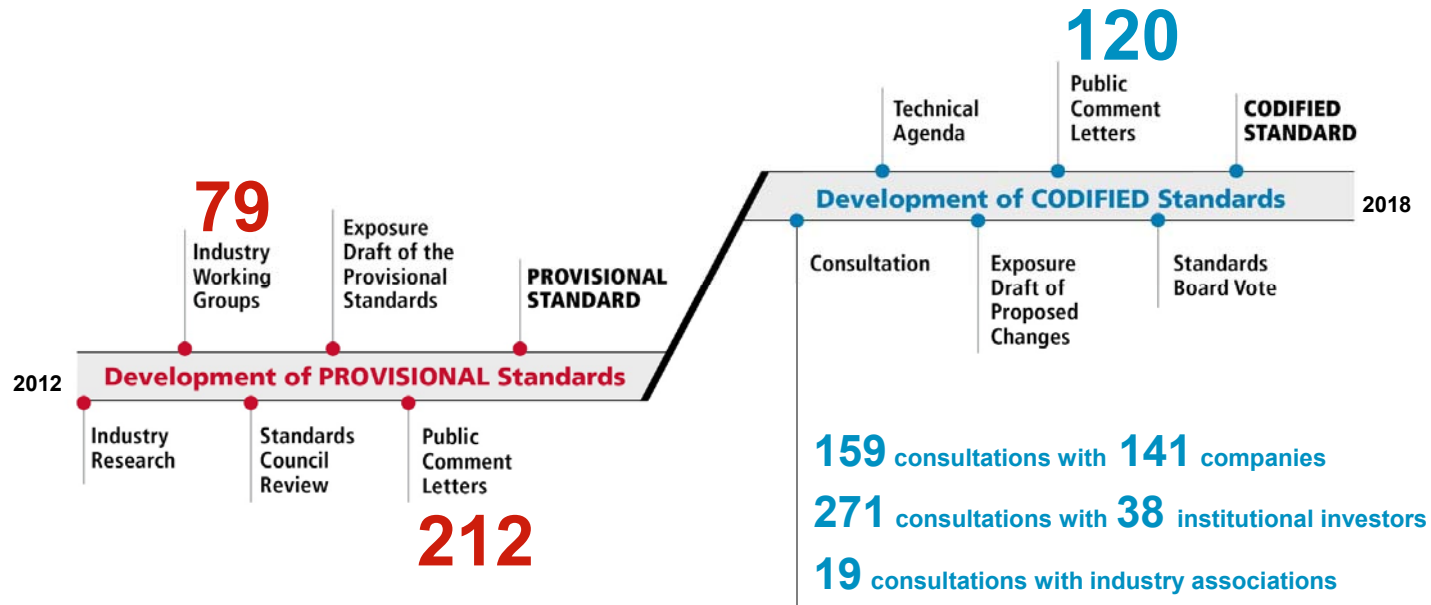 120
Public
Comment
Letters
Technical
Agenda
CODIFIED
STANDARD
Development of CODIFIED Standards
2018
Consultation
Exposure
Draft of
Proposed
Changes
Standards
Board Vote
79
Industry
Working
Groups
Exposure
Draft of the
Provisional
Standards
PROVISIONAL
STANDARD
2012
Development of PROVISIONAL Standards
Industry
Research
Standards
Council
Review
Public
Comment
Letters
212
159 consultations with 141 companies
271 consultations with 38 institutional investors
19 consultations with industry associations